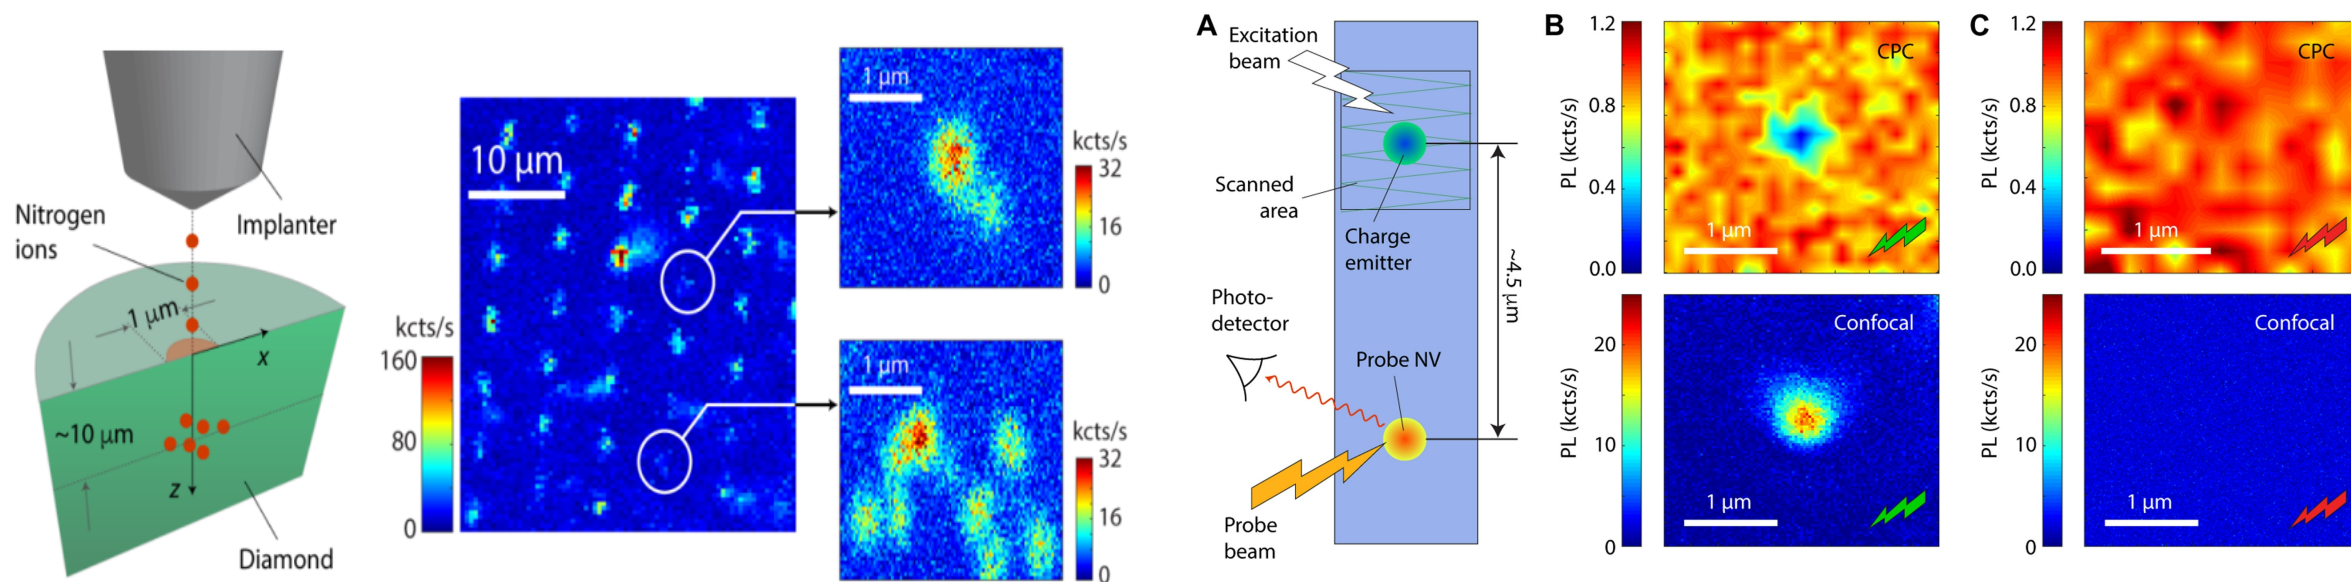 Nitrogen
ions
Implanter
1 μm
x
~10 μm
z
Diamond
kcts/s
160
80
0
10 μm
1 μm
kcts/s
32
16
0
1 μm
kcts/s
32
16
0
A
Excitation
beam
Scanned
area
Charge
emitter
~4.5 μm
Photo-
detector
Probe NV
Probe
beam
B
1.2
0.8
0.4
0.0
PL (kcts/s)
CPC
1 μm
20
10
0
PL (kcts/s)
Confocal
1 μm
C
1.2
0.8
0.4
0.0
PL (kcts/s)
CPC
1 μm
20
10
0
PL (kcts/s)
Confocal
1 μm